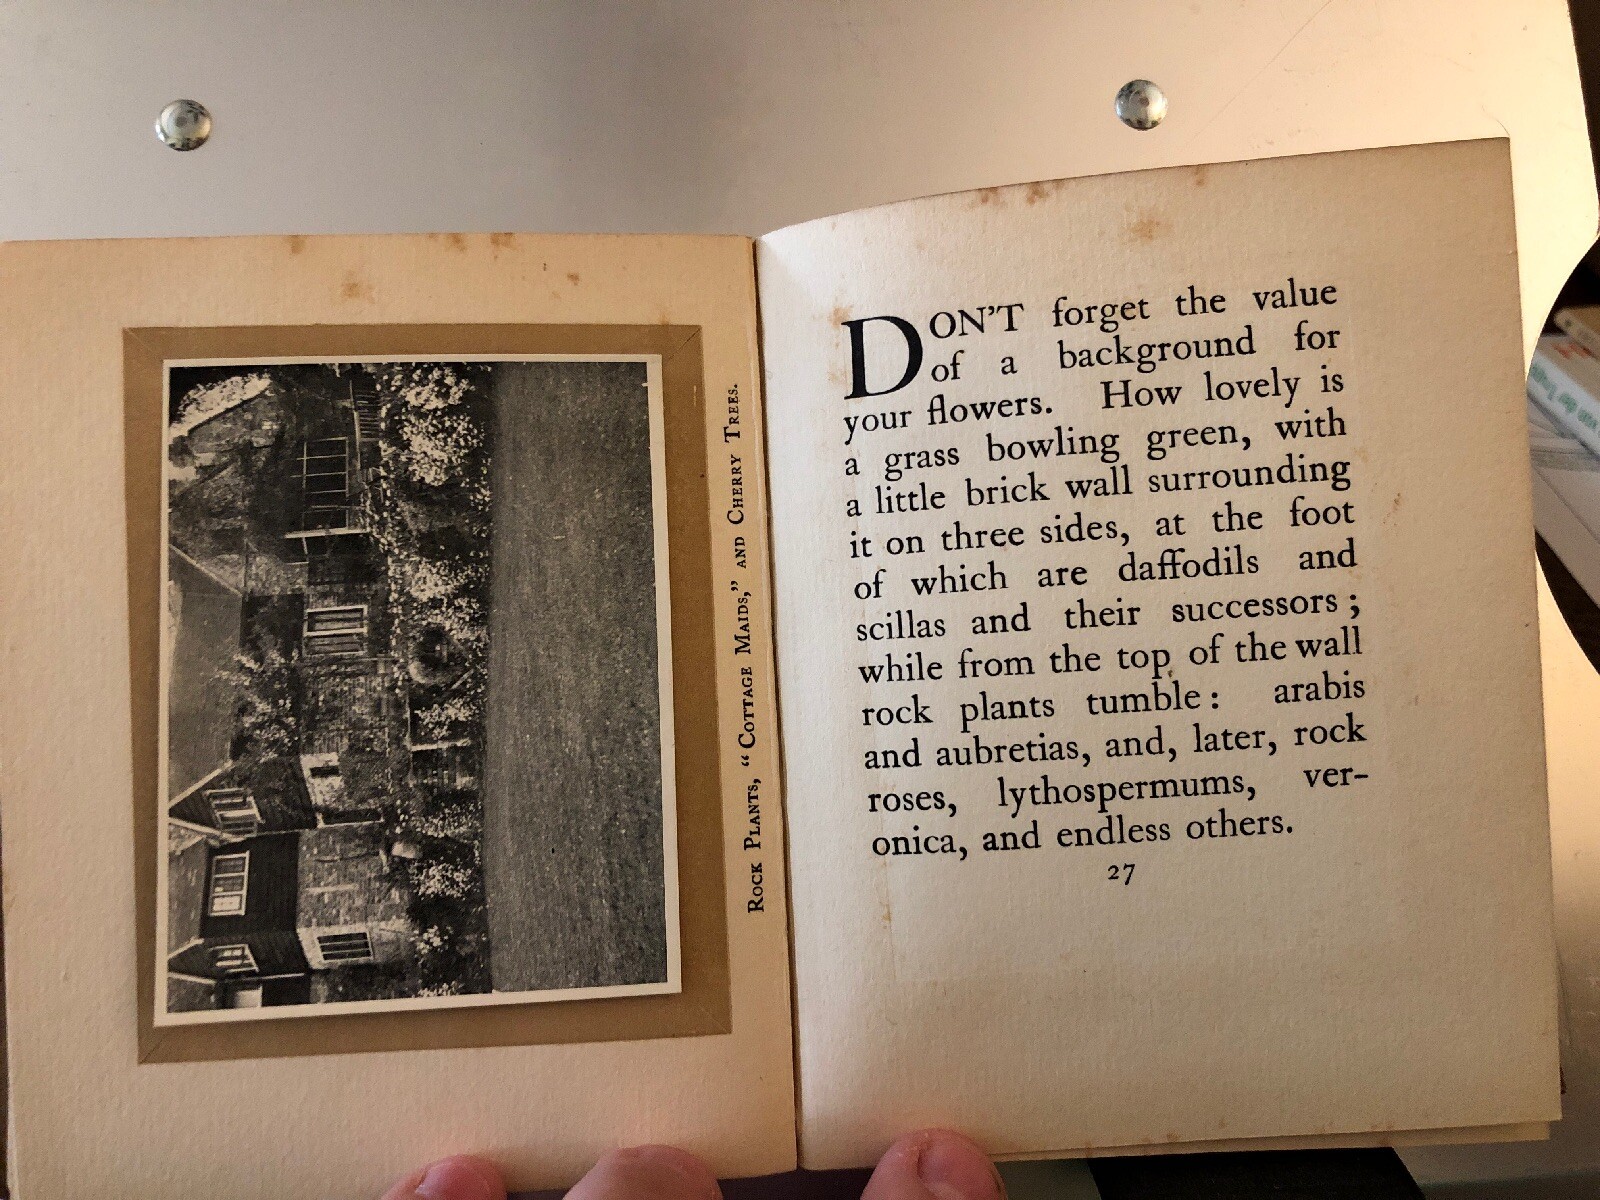 ROCK PLANTS, "COTTAGE MAIDS," AND CHERRY TREES.
DON'T forget the value
of a background for
your flowers. How lovely is
a grass bowling green, with
a little brick wall surrounding
it on three sides, at the foot
of which are daffodils and
scillas and their successors;
while from the top of the wall
rock plants tumble: arabis
and aubretias, and, later, rock
roses, lythospermums, ver-
onica, and endless others.
27